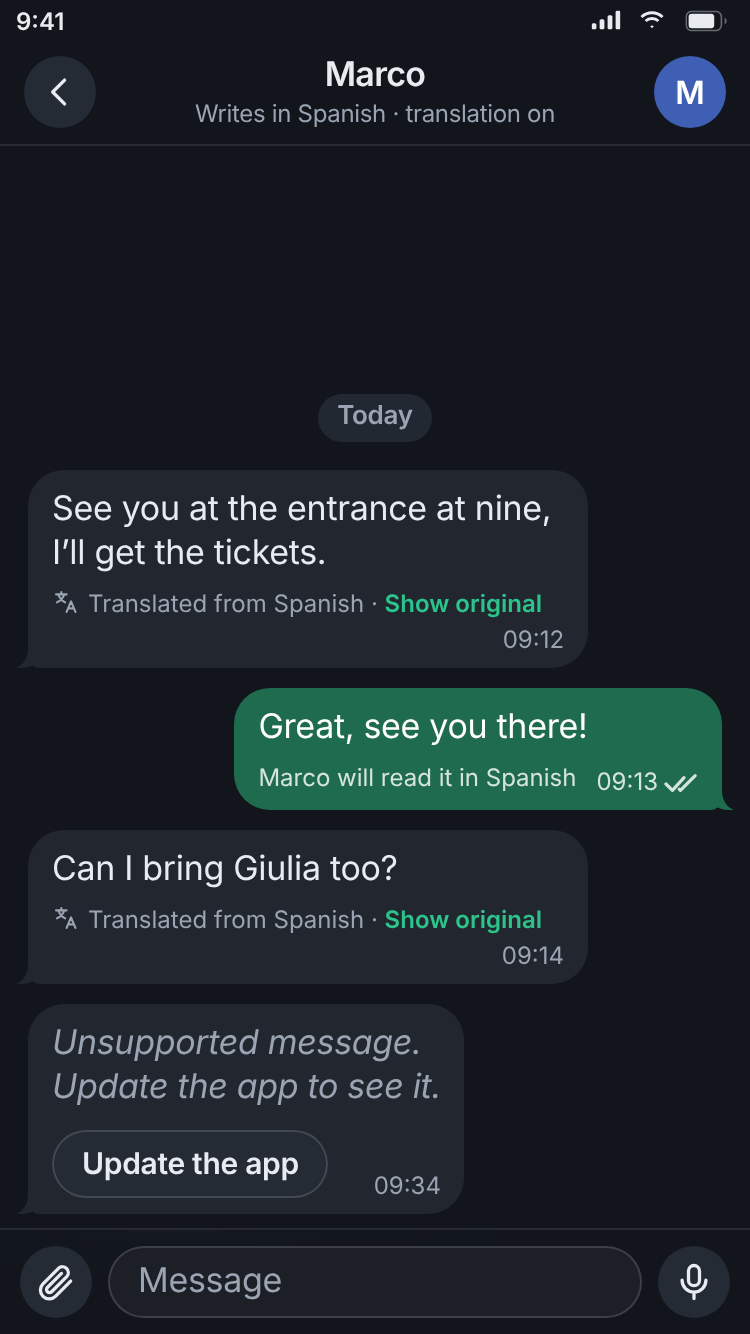 9:41
Marco
Writes in Spanish · translation on
M
Today
See you at the entrance at nine,
I’ll get the tickets.
Translated from Spanish · Show original
09:12
Great, see you there!
Marco will read it in Spanish 09:13
Can I bring Giulia too?
Translated from Spanish · Show original
09:14
Unsupported message.
Update the app to see it.
Update the app
09:34
Message